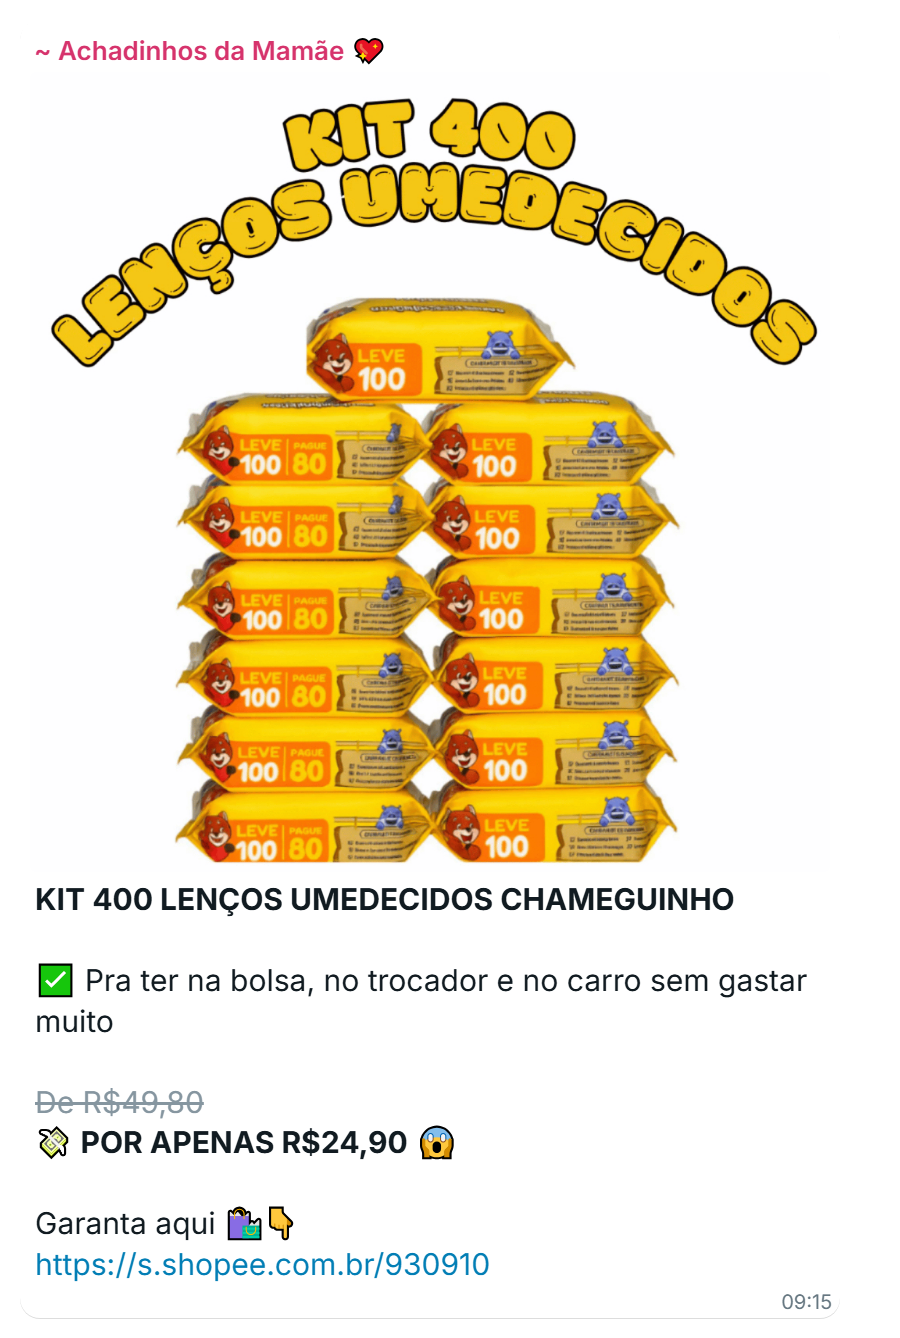 ~ Achadinhos da Mamãe 💖
KIT 400
LENÇOS UMEDECIDOS
LEVE
100
LEVE PAGUE
100 80
LEVE
100
LEVE PAGUE
100 80
LEVE
100
LEVE PAGUE
100 80
LEVE
100
LEVE PAGUE
100 80
LEVE
100
LEVE PAGUE
100 80
LEVE
100
LEVE PAGUE
100 80
LEVE
100
KIT 400 LENÇOS UMEDECIDOS CHAMEGUINHO
✅ Pra ter na bolsa, no trocador e no carro sem gastar
muito
De R$49,80
💸 POR APENAS R$24,90 😱
Garanta aqui 🛍️👇
https://s.shopee.com.br/930910
09:15